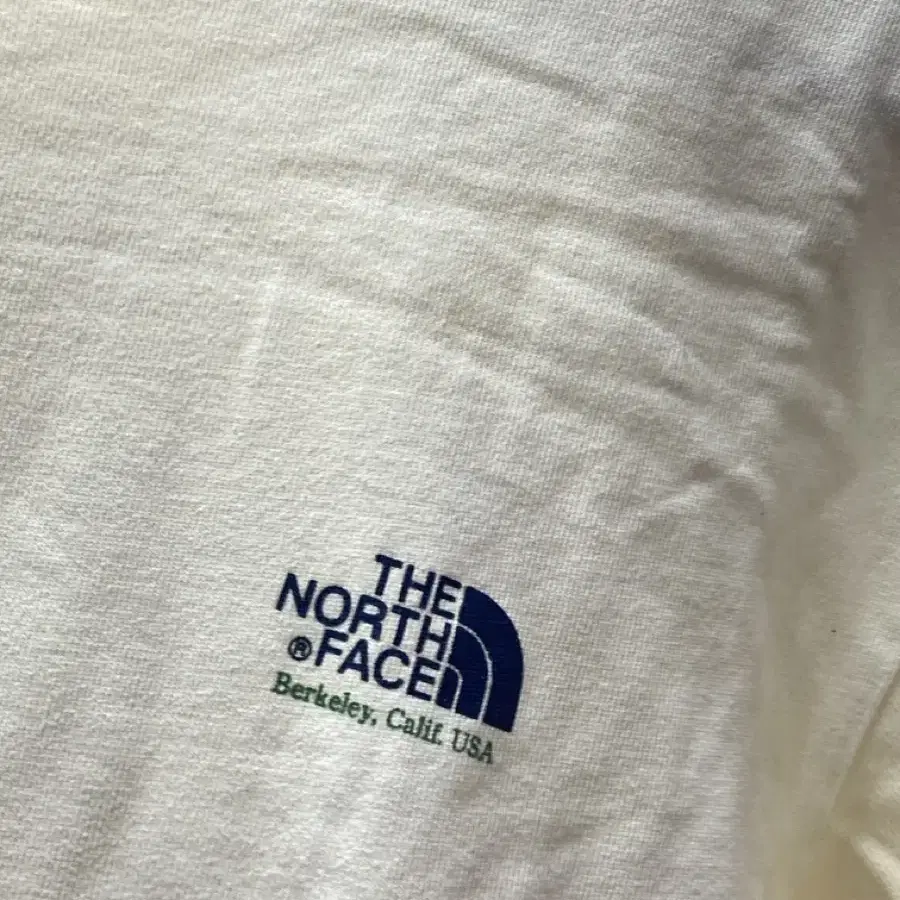 THE
NORTH
® FACE
Berkeley, Calif. USA